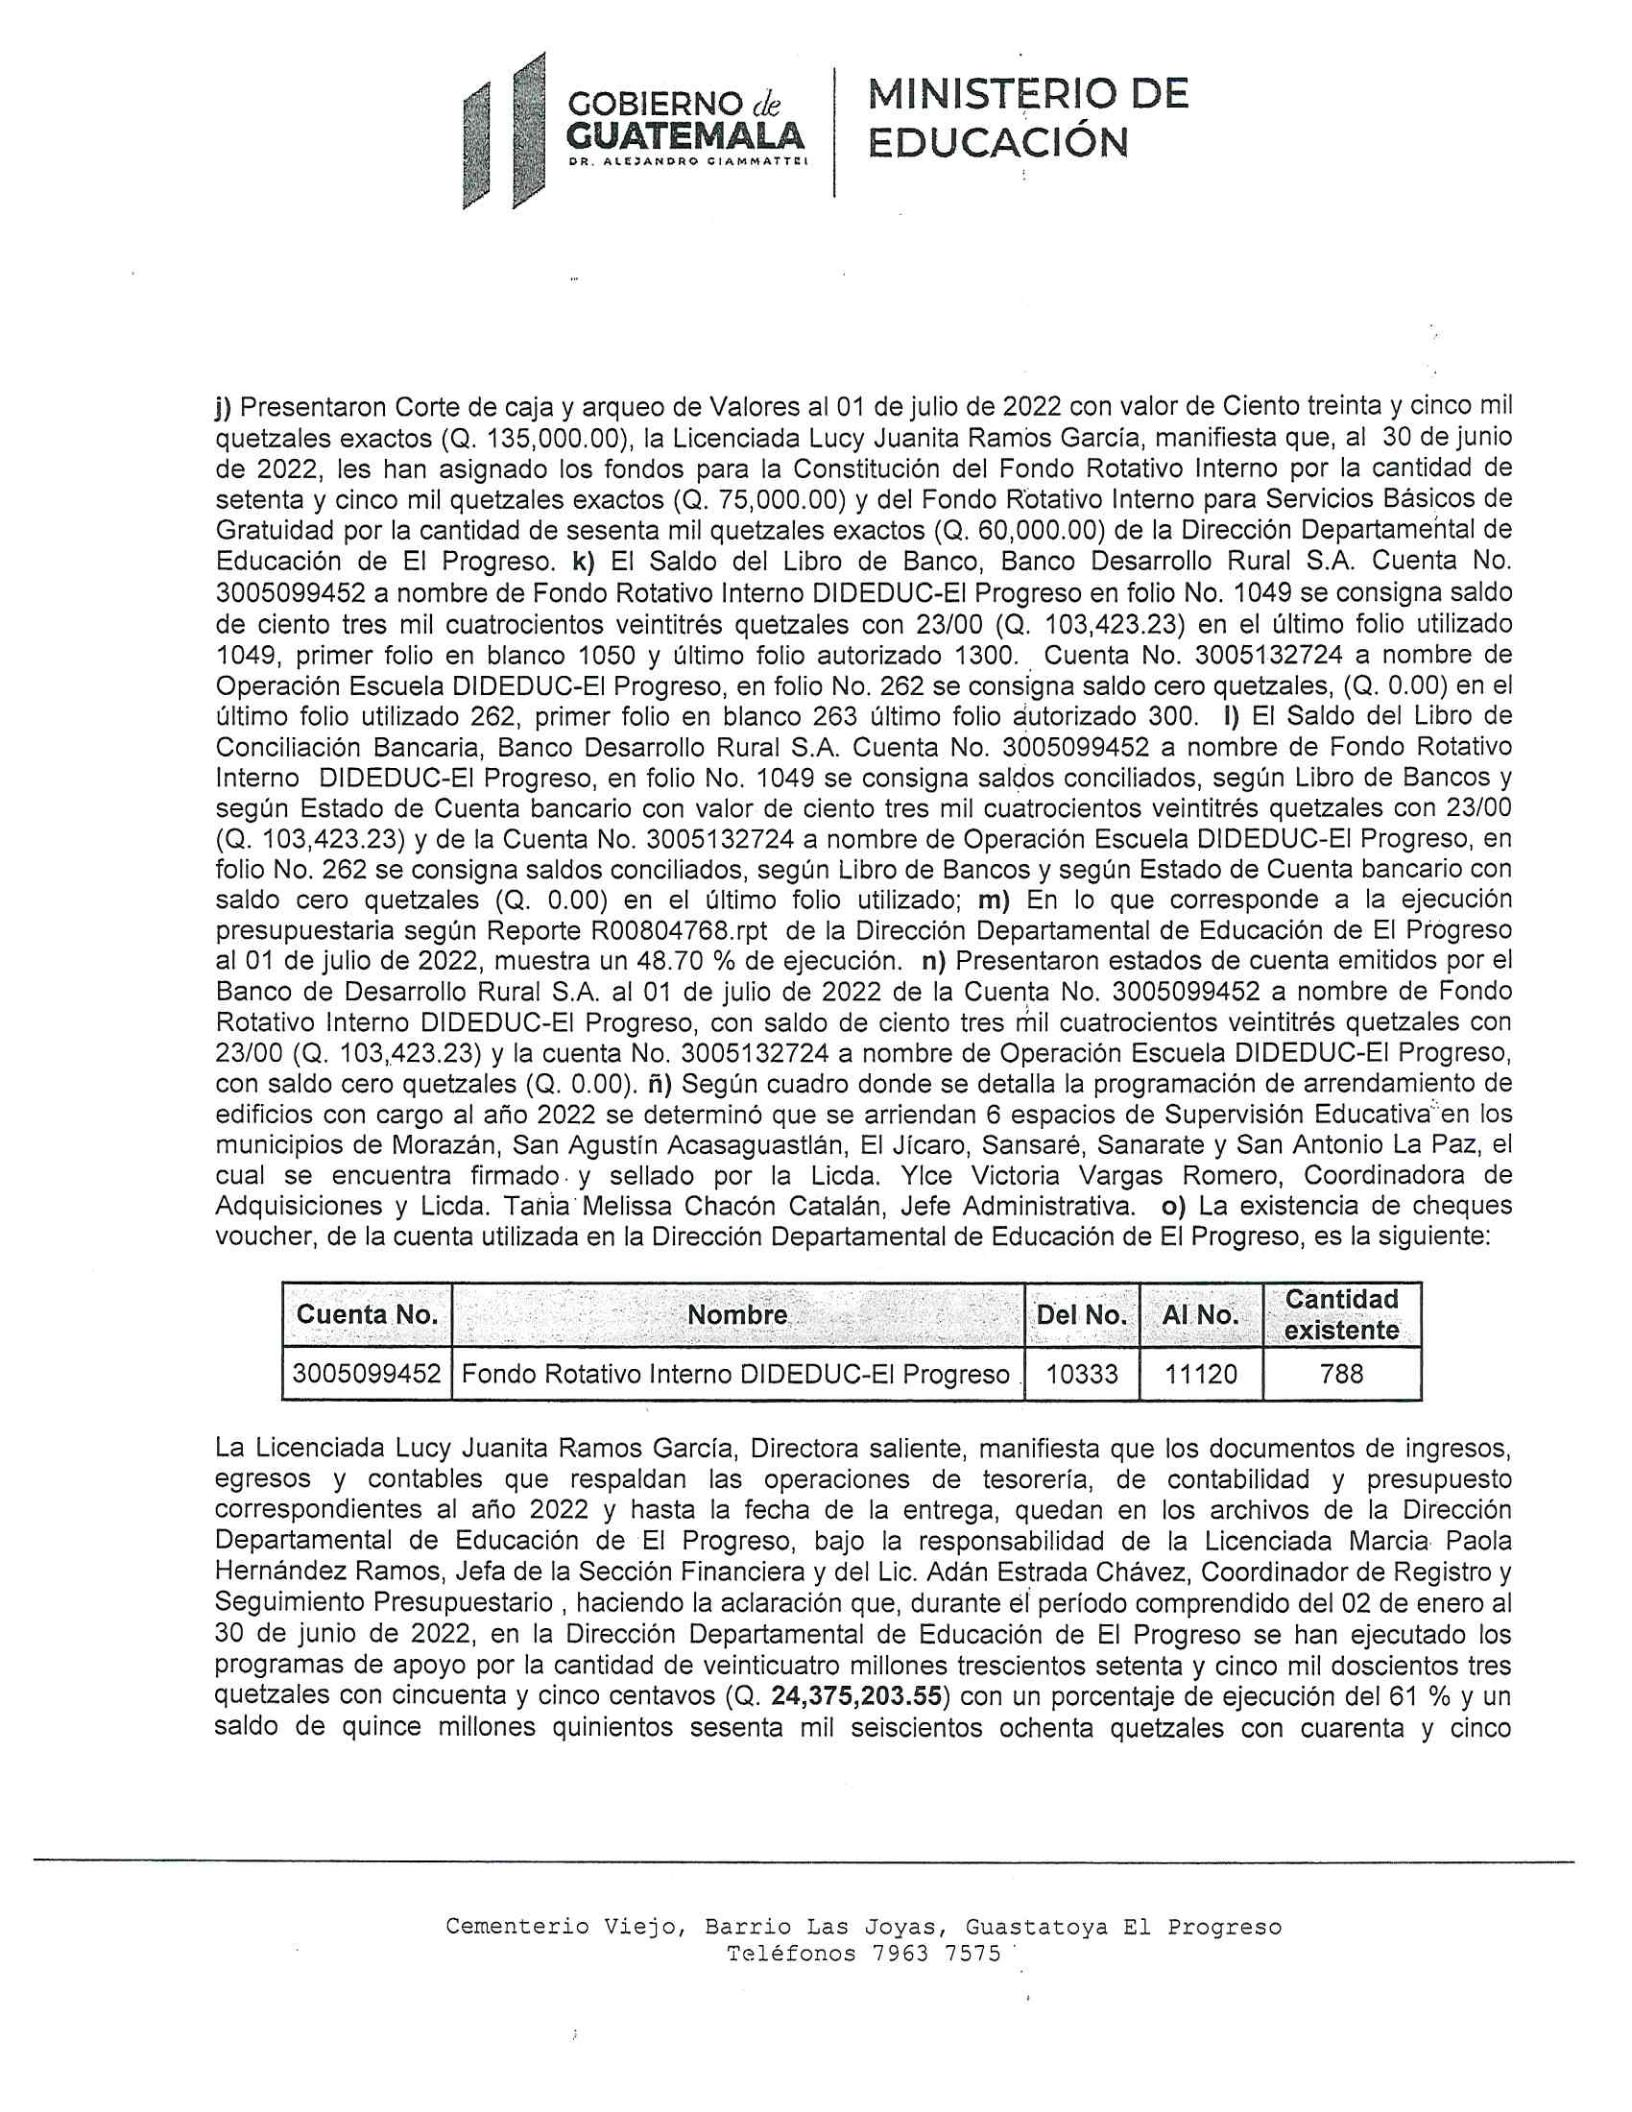 GOBIERNO de
GUATEMALA
DR. ALEJANDRO GIAMMATTEI
MINISTERIO DE
EDUCACIÓN
j) Presentaron Corte de caja y arqueo de Valores al 01 de julio de 2022 con valor de Ciento treinta y cinco mil
quetzales exactos (Q. 135,000.00), la Licenciada Lucy Juanita Ramos García, manifiesta que, al 30 de junio
de 2022, les han asignado los fondos para la Constitución del Fondo Rotativo Interno por la cantidad de
setenta y cinco mil quetzales exactos (Q. 75,000.00) y del Fondo Rotativo Interno para Servicios Básicos de
Gratuidad por la cantidad de sesenta mil quetzales exactos (Q. 60,000.00) de la Dirección Departamental de
Educación de El Progreso. k) El Saldo del Libro de Banco, Banco Desarrollo Rural S.A. Cuenta No.
3005099452 a nombre de Fondo Rotativo Interno DIDEDUC-El Progreso en folio No. 1049 se consigna saldo
de ciento tres mil cuatrocientos veintitrés quetzales con 23/00 (Q. 103,423.23) en el último folio utilizado
1049, primer folio en blanco 1050 y último folio autorizado 1300. Cuenta No. 3005132724 a nombre de
Operación Escuela DIDEDUC-El Progreso, en folio No. 262 se consigna saldo cero quetzales, (Q. 0.00) en el
último folio utilizado 262, primer folio en blanco 263 último folio autorizado 300. l) El Saldo del Libro de
Conciliación Bancaria, Banco Desarrollo Rural S.A. Cuenta No. 3005099452 a nombre de Fondo Rotativo
Interno DIDEDUC-El Progreso, en folio No. 1049 se consigna saldos conciliados, según Libro de Bancos y
según Estado de Cuenta bancario con valor de ciento tres mil cuatrocientos veintitrés quetzales con 23/00
(Q. 103,423.23) y de la Cuenta No. 3005132724 a nombre de Operación Escuela DIDEDUC-El Progreso, en
folio No. 262 se consigna saldos conciliados, según Libro de Bancos y según Estado de Cuenta bancario con
saldo cero quetzales (Q. 0.00) en el último folio utilizado; m) En lo que corresponde a la ejecución
presupuestaria según Reporte R00804768.rpt de la Dirección Departamental de Educación de El Progreso
al 01 de julio de 2022, muestra un 48.70 % de ejecución. n) Presentaron estados de cuenta emitidos por el
Banco de Desarrollo Rural S.A. al 01 de julio de 2022 de la Cuenta No. 3005099452 a nombre de Fondo
Rotativo Interno DIDEDUC-El Progreso, con saldo de ciento tres mil cuatrocientos veintitrés quetzales con
23/00 (Q. 103,423.23) y la cuenta No. 3005132724 a nombre de Operación Escuela DIDEDUC-El Progreso,
con saldo cero quetzales (Q. 0.00). ñ) Según cuadro donde se detalla la programación de arrendamiento de
edificios con cargo al año 2022 se determinó que se arriendan 6 espacios de Supervisión Educativa en los
municipios de Morazán, San Agustín Acasaguastlán, El Jícaro, Sansaré, Sanarate y San Antonio La Paz, el
cual se encuentra firmado y sellado por la Licda. Ylce Victoria Vargas Romero, Coordinadora de
Adquisiciones y Licda. Tania Melissa Chacón Catalán, Jefe Administrativa. o) La existencia de cheques
voucher, de la cuenta utilizada en la Dirección Departamental de Educación de El Progreso, es la siguiente:
Cuenta No. Nombre Del No. Al No. Cantidad existente
3005099452 Fondo Rotativo Interno DIDEDUC-El Progreso 10333 11120 788
La Licenciada Lucy Juanita Ramos García, Directora saliente, manifiesta que los documentos de ingresos,
egresos y contables que respaldan las operaciones de tesorería, de contabilidad y presupuesto
correspondientes al año 2022 y hasta la fecha de la entrega, quedan en los archivos de la Dirección
Departamental de Educación de El Progreso, bajo la responsabilidad de la Licenciada Marcia Paola
Hernández Ramos, Jefa de la Sección Financiera y del Lic. Adán Estrada Chávez, Coordinador de Registro y
Seguimiento Presupuestario , haciendo la aclaración que, durante el período comprendido del 02 de enero al
30 de junio de 2022, en la Dirección Departamental de Educación de El Progreso se han ejecutado los
programas de apoyo por la cantidad de veinticuatro millones trescientos setenta y cinco mil doscientos tres
quetzales con cincuenta y cinco centavos (Q. 24,375,203.55) con un porcentaje de ejecución del 61 % y un
saldo de quince millones quinientos sesenta mil seiscientos ochenta quetzales con cuarenta y cinco
Cementerio Viejo, Barrio Las Joyas, Guastatoya El Progreso
Teléfonos 7963 7575